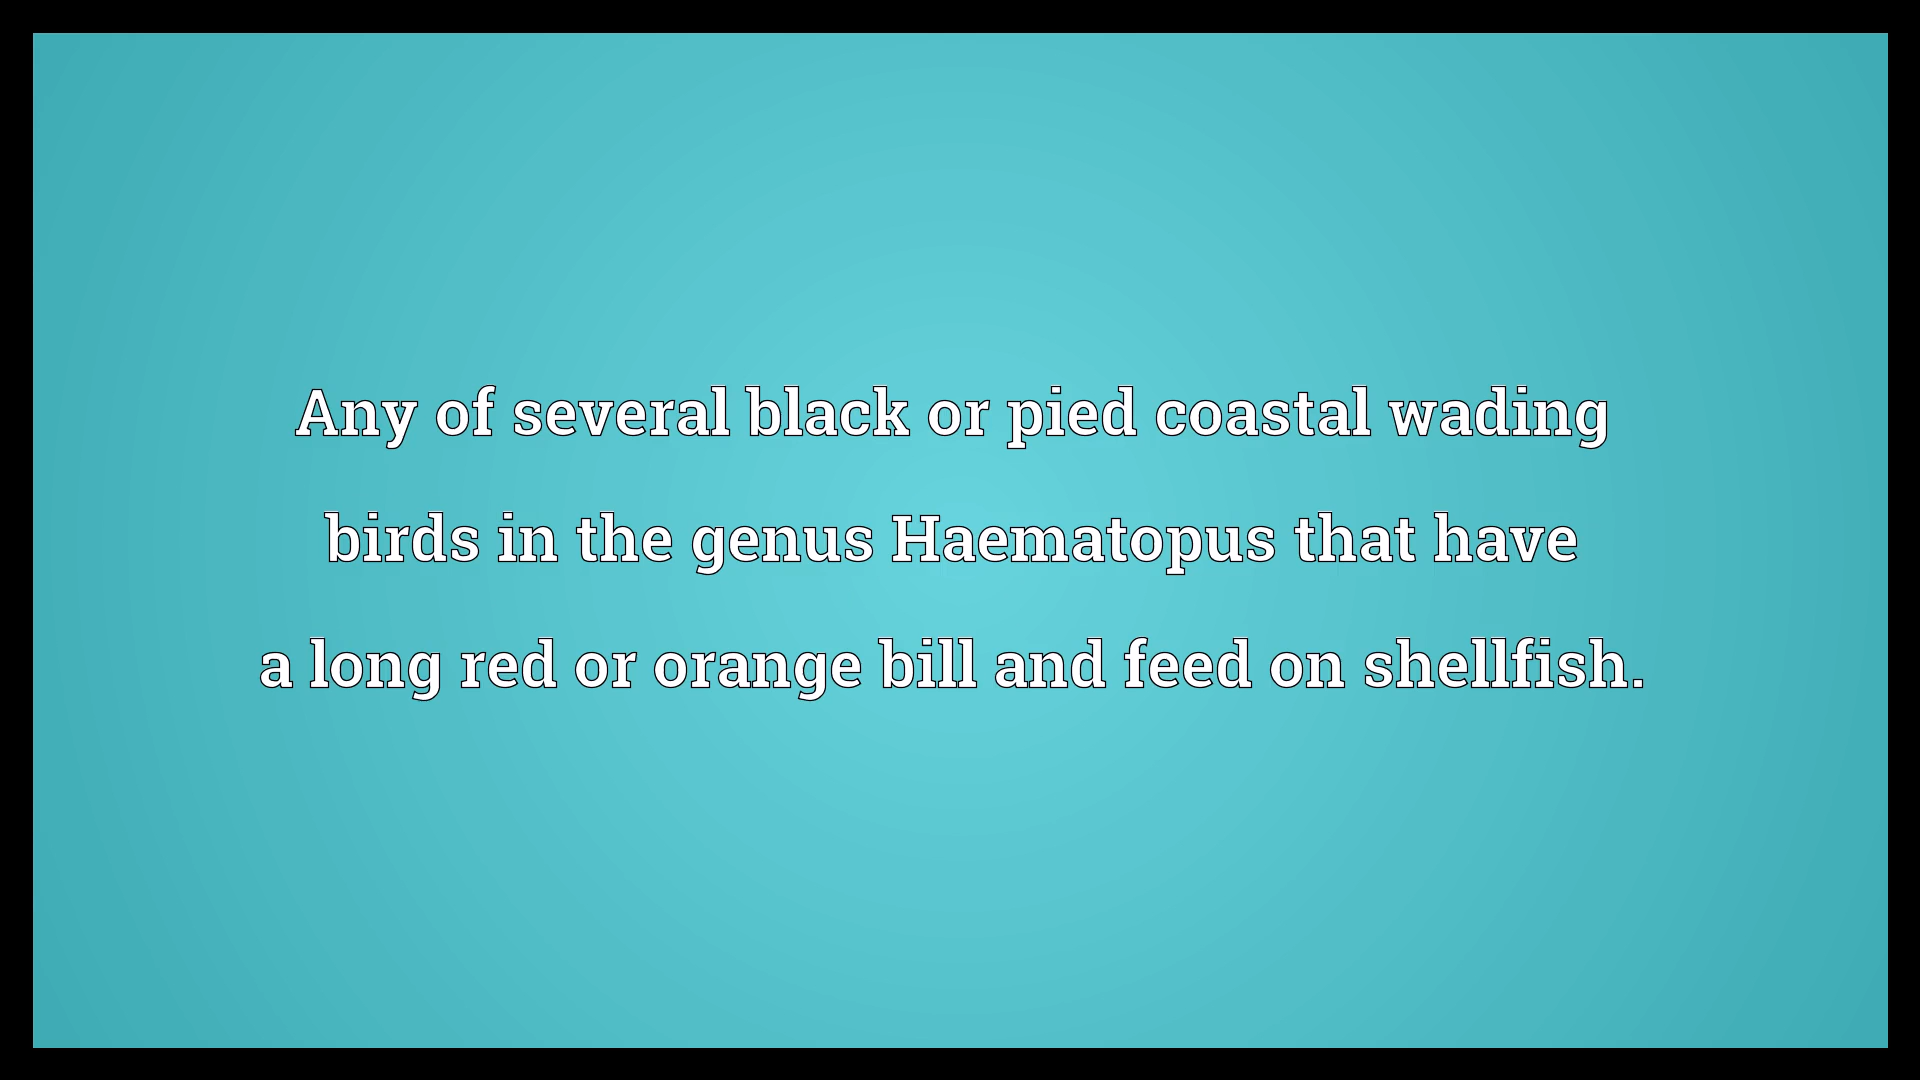 Any of several black or pied coastal wading
birds in the genus Haematopus that have
a long red or orange bill and feed on shellfish.